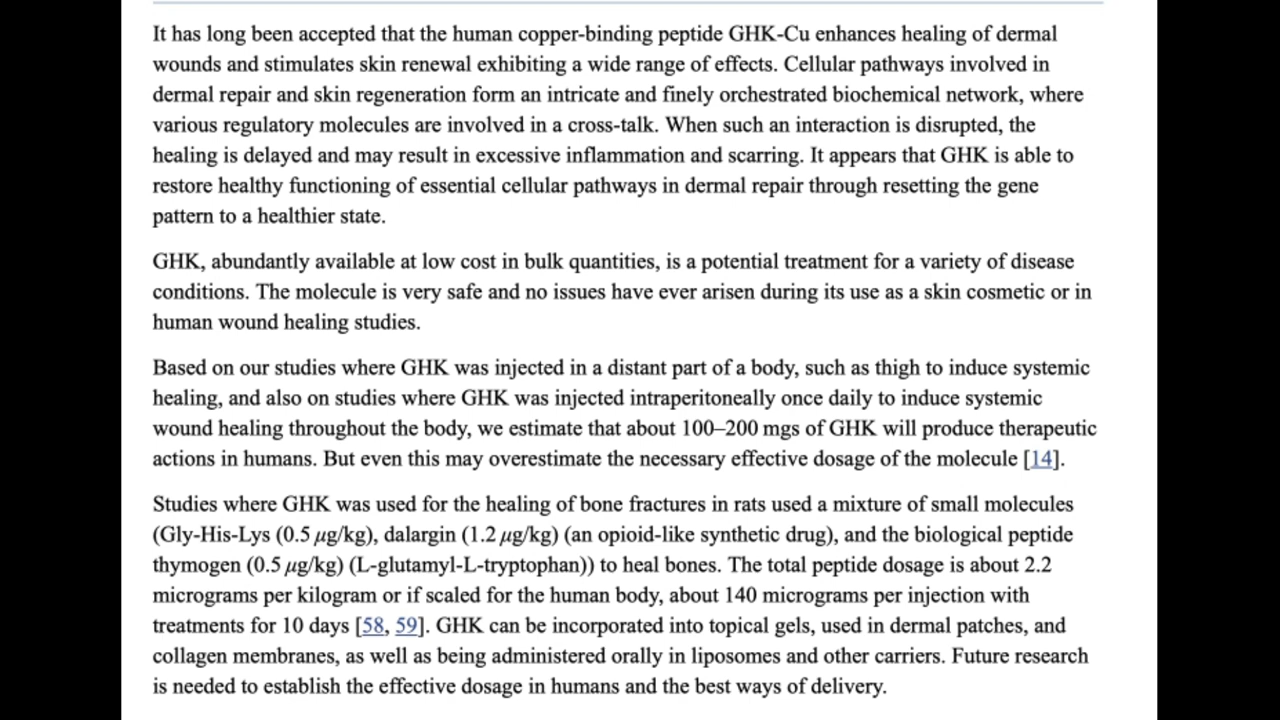 It has long been accepted that the human copper-binding peptide GHK-Cu enhances healing of dermal
wounds and stimulates skin renewal exhibiting a wide range of effects. Cellular pathways involved in
dermal repair and skin regeneration form an intricate and finely orchestrated biochemical network, where
various regulatory molecules are involved in a cross-talk. When such an interaction is disrupted, the
healing is delayed and may result in excessive inflammation and scarring. It appears that GHK is able to
restore healthy functioning of essential cellular pathways in dermal repair through resetting the gene
pattern to a healthier state.
GHK, abundantly available at low cost in bulk quantities, is a potential treatment for a variety of disease
conditions. The molecule is very safe and no issues have ever arisen during its use as a skin cosmetic or in
human wound healing studies.
Based on our studies where GHK was injected in a distant part of a body, such as thigh to induce systemic
healing, and also on studies where GHK was injected intraperitoneally once daily to induce systemic
wound healing throughout the body, we estimate that about 100–200 mgs of GHK will produce therapeutic
actions in humans. But even this may overestimate the necessary effective dosage of the molecule [14].
Studies where GHK was used for the healing of bone fractures in rats used a mixture of small molecules
(Gly-His-Lys (0.5 μg/kg), dalargin (1.2 μg/kg) (an opioid-like synthetic drug), and the biological peptide
thymogen (0.5 μg/kg) (L-glutamyl-L-tryptophan)) to heal bones. The total peptide dosage is about 2.2
micrograms per kilogram or if scaled for the human body, about 140 micrograms per injection with
treatments for 10 days [58, 59]. GHK can be incorporated into topical gels, used in dermal patches, and
collagen membranes, as well as being administered orally in liposomes and other carriers. Future research
is needed to establish the effective dosage in humans and the best ways of delivery.